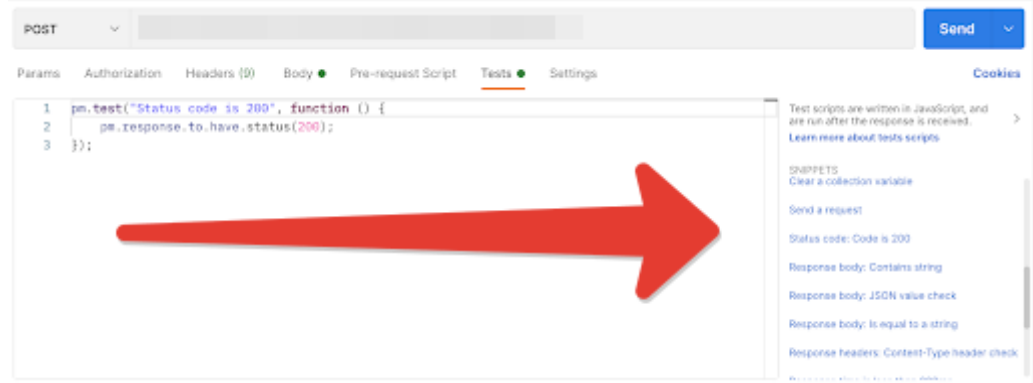 POST
Send
Params Authorization Headers (9) Body Pre-request Script Tests Settings Cookies
1 pm.test("Status code is 200", function () {
2 pm.response.to.have.status(200);
3 });
Test scripts are written in JavaScript, and
are run after the response is received.
Learn more about tests scripts
SNIPPETS
Clear a collection variable
Send a request
Status code: Code is 200
Response body: Contains string
Response body: JSON value check
Response body: Is equal to a string
Response headers: Content-Type header check